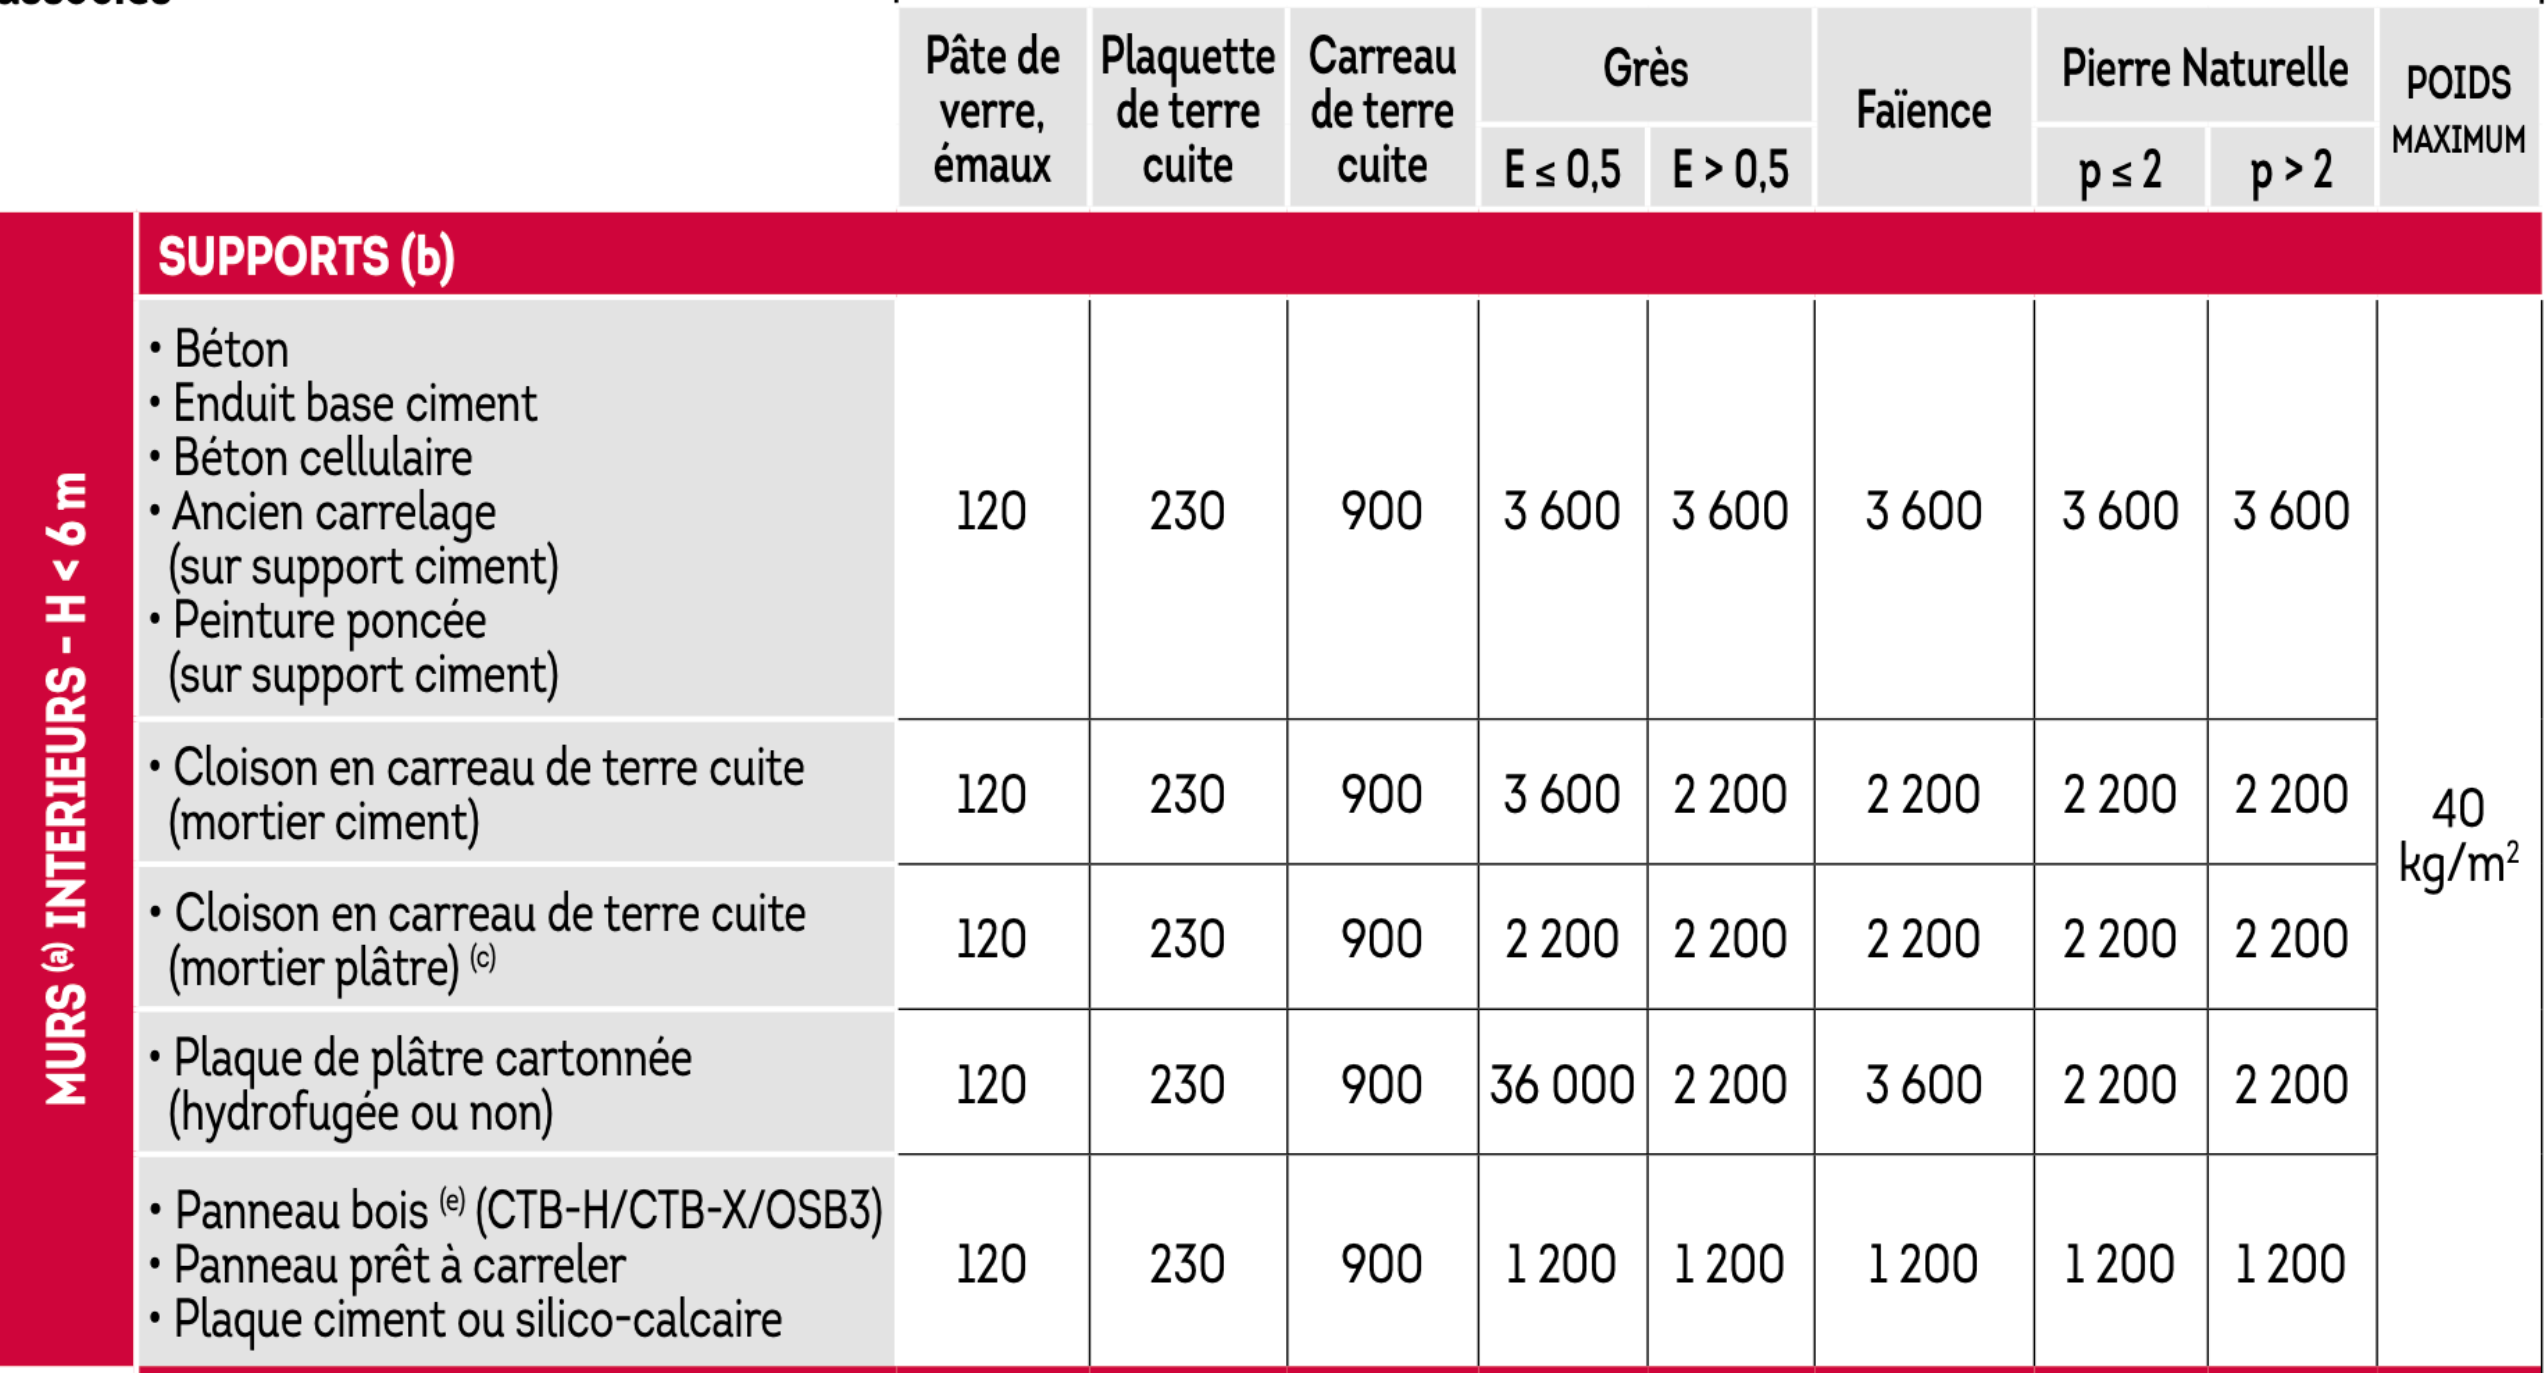 Pâte de
verre,
émaux
Plaquette
de terre
cuite
Carreau
de terre
cuite
Grès
E ≤ 0,5
E > 0,5
Faïence
Pierre Naturelle
p ≤ 2
p > 2
POIDS
MAXIMUM
MURS (a) INTERIEURS - H < 6 m
SUPPORTS (b)
• Béton
• Enduit base ciment
• Béton cellulaire
• Ancien carrelage
(sur support ciment)
• Peinture poncée
(sur support ciment)
120 230 900 3 600 3 600 3 600 3 600 3 600
• Cloison en carreau de terre cuite
(mortier ciment)
120 230 900 3 600 2 200 2 200 2 200 2 200
• Cloison en carreau de terre cuite
(mortier plâtre) (c)
120 230 900 2 200 2 200 2 200 2 200 2 200
• Plaque de plâtre cartonnée
(hydrofugée ou non)
120 230 900 36 000 2 200 3 600 2 200 2 200
• Panneau bois (e) (CTB-H/CTB-X/OSB3)
• Panneau prêt à carreler
• Plaque ciment ou silico-calcaire
120 230 900 1 200 1 200 1 200 1 200 1 200
40
kg/m²